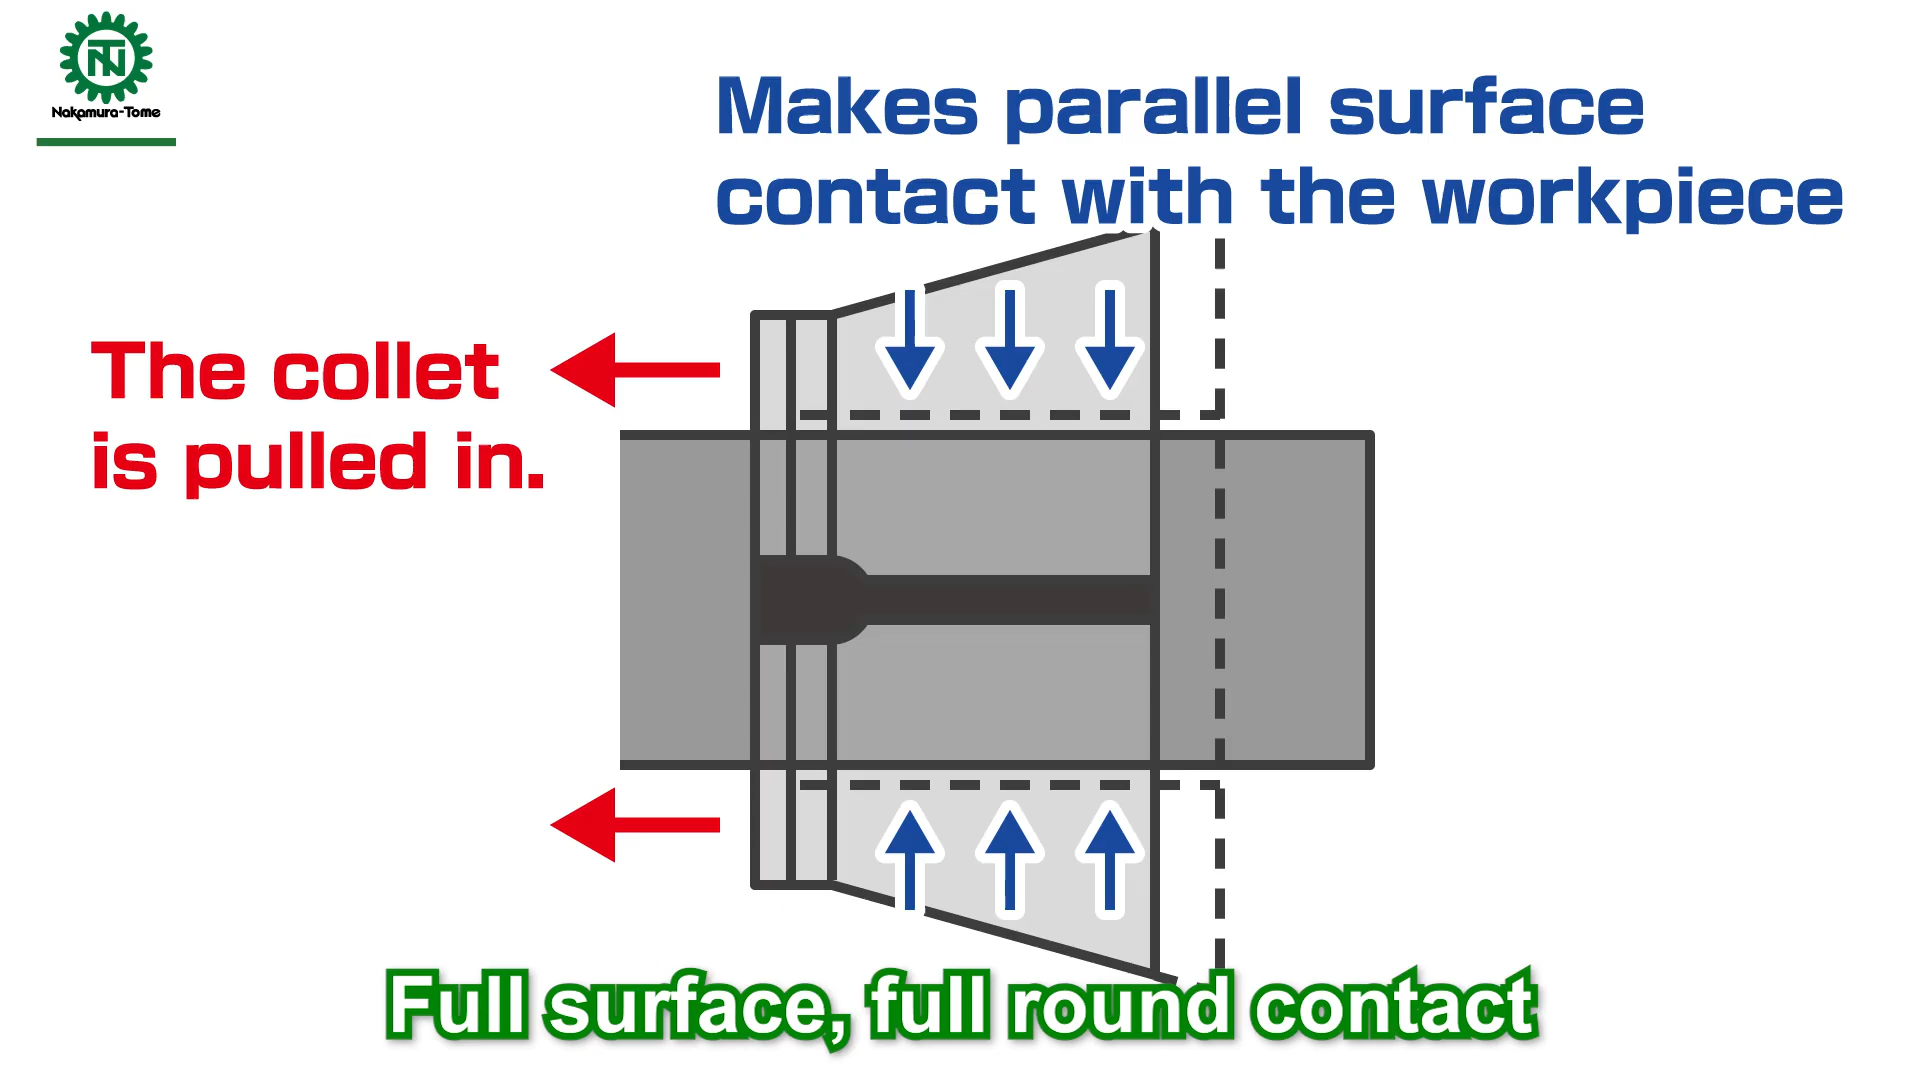 Nakamura-Tome
Makes parallel surface
contact with the workpiece
The collet
is pulled in.
Full surface, full round contact